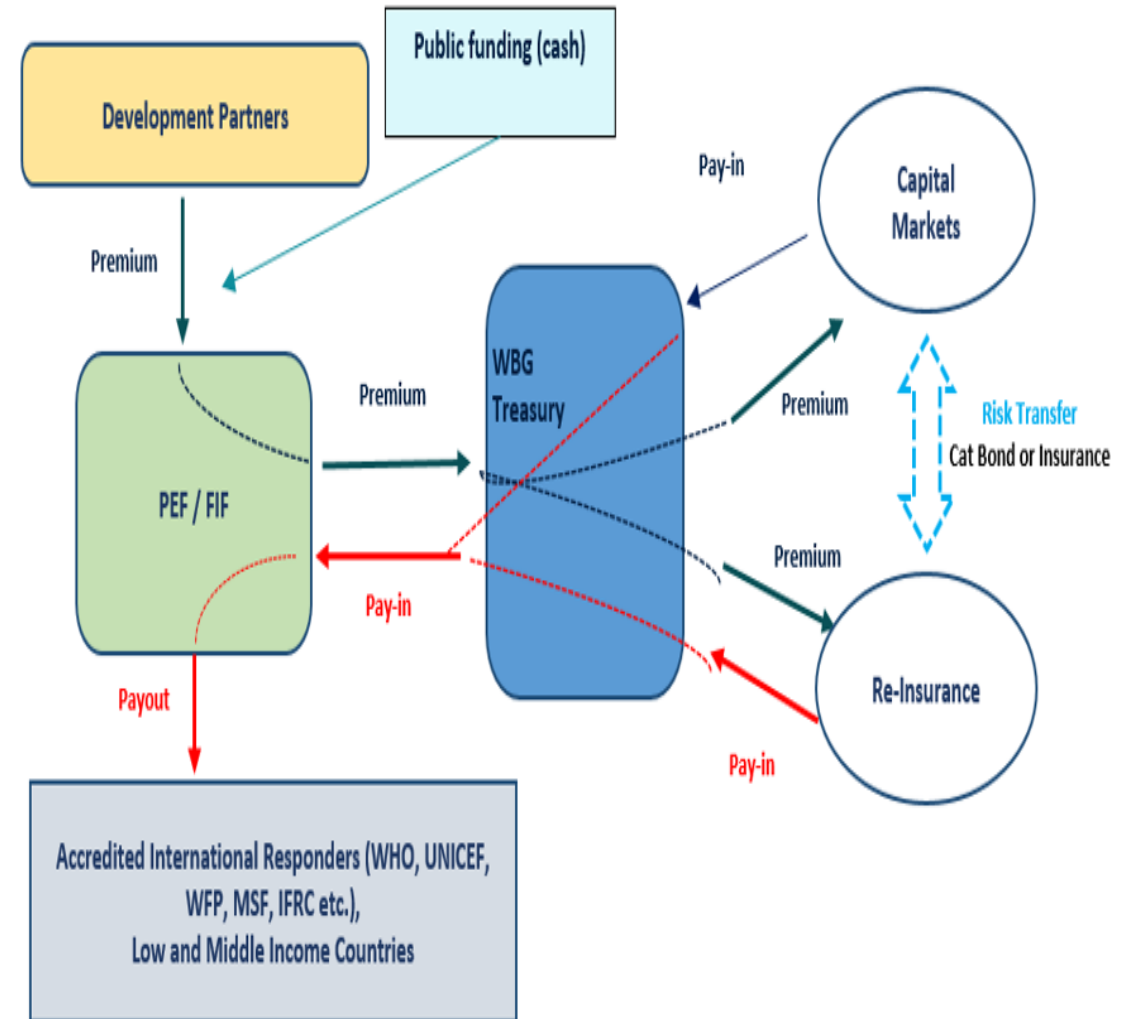 Public funding (cash)
Development Partners
Pay-in
Capital
Markets
Premium
WBG
Treasury
Premium
Premium
Risk Transfer
Cat Bond or Insurance
PEF / FIF
Premium
Pay-in
Re-Insurance
Payout
Pay-in
Accredited International Responders (WHO, UNICEF,
WFP, MSF, IFRC etc.),
Low and Middle Income Countries